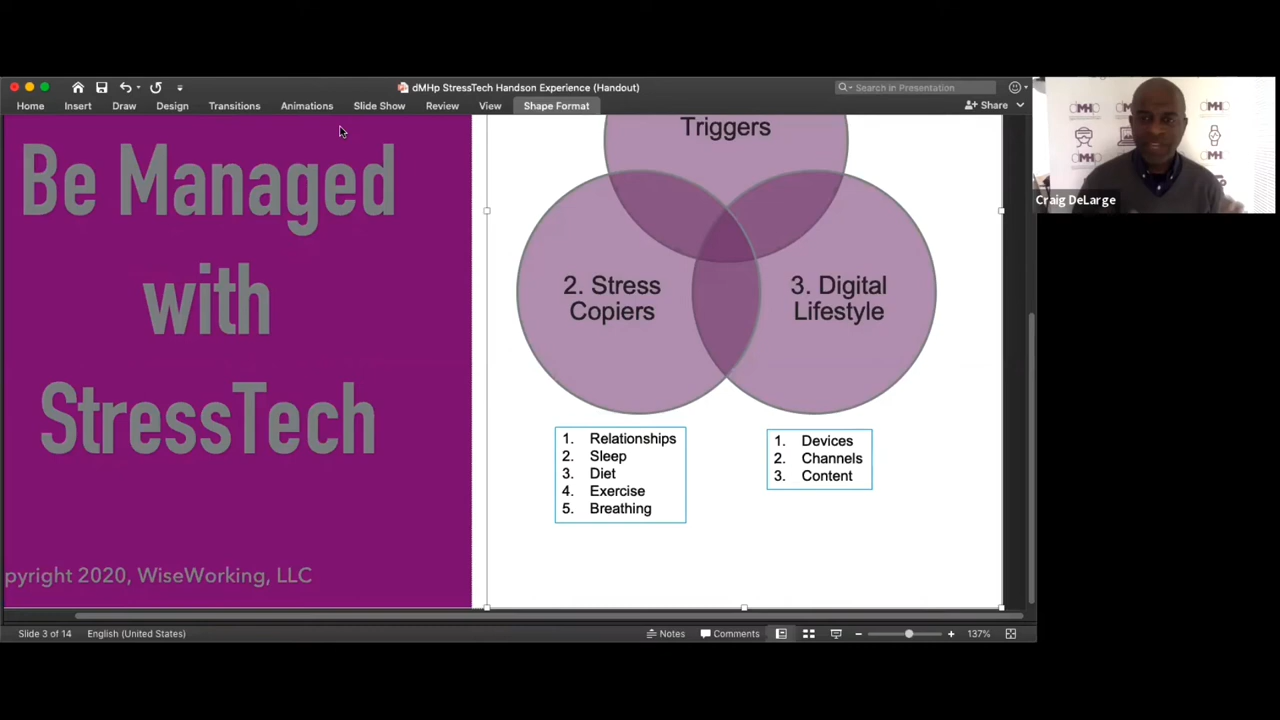 dMHp StressTech Handson Experience (Handout)
Search in Presentation
Home Insert Draw Design Transitions Animations Slide Show Review View Shape Format Share
Be Managed
with
StressTech
pyright 2020, WiseWorking, LLC
Triggers
2. Stress
Copiers
3. Digital
Lifestyle
1. Relationships
2. Sleep
3. Diet
4. Exercise
5. Breathing
1. Devices
2. Channels
3. Content
dMHp
dMHp
Craig DeLarge
Slide 3 of 14 English (United States) Notes Comments 137%